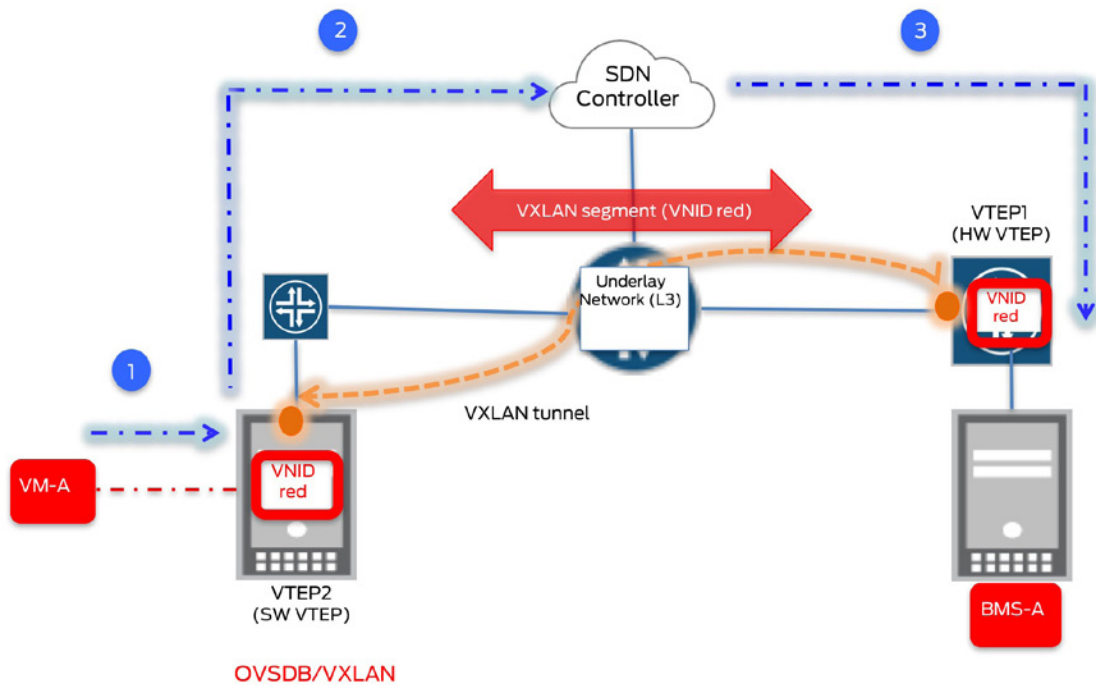 2
3
SDN
Controller
VXLAN segment (VNID red)
VTEP1
(HW VTEP)
Underlay
Network (L3)
VNID
red
1
VXLAN tunnel
VM-A
VNID
red
VTEP2
(SW VTEP)
BMS-A
OVSDB/VXLAN